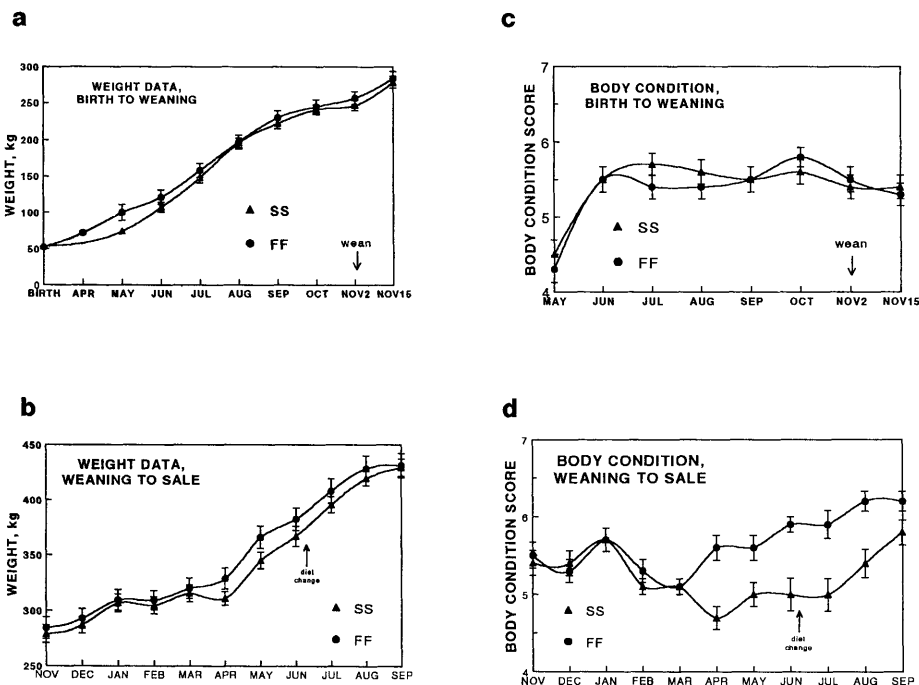 a
300
250
200
150
100
50
0
WEIGHT, kg
WEIGHT DATA,
BIRTH TO WEANING
SS
FF
wean
BIRTH APR MAY JUN JUL AUG SEP OCT NOV2 NOV15
c
7
6
5
4
BODY CONDITION SCORE
BODY CONDITION,
BIRTH TO WEANING
SS
FF
wean
MAY JUN JUL AUG SEP OCT NOV2 NOV15
b
450
400
350
300
250
WEIGHT, kg
WEIGHT DATA,
WEANING TO SALE
diet
change
SS
FF
NOV DEC JAN FEB MAR APR MAY JUN JUL AUG SEP
d
7
6
5
4
BODY CONDITION SCORE
BODY CONDITION,
WEANING TO SALE
SS
FF
diet
change
NOV DEC JAN FEB MAR APR MAY JUN JUL AUG SEP